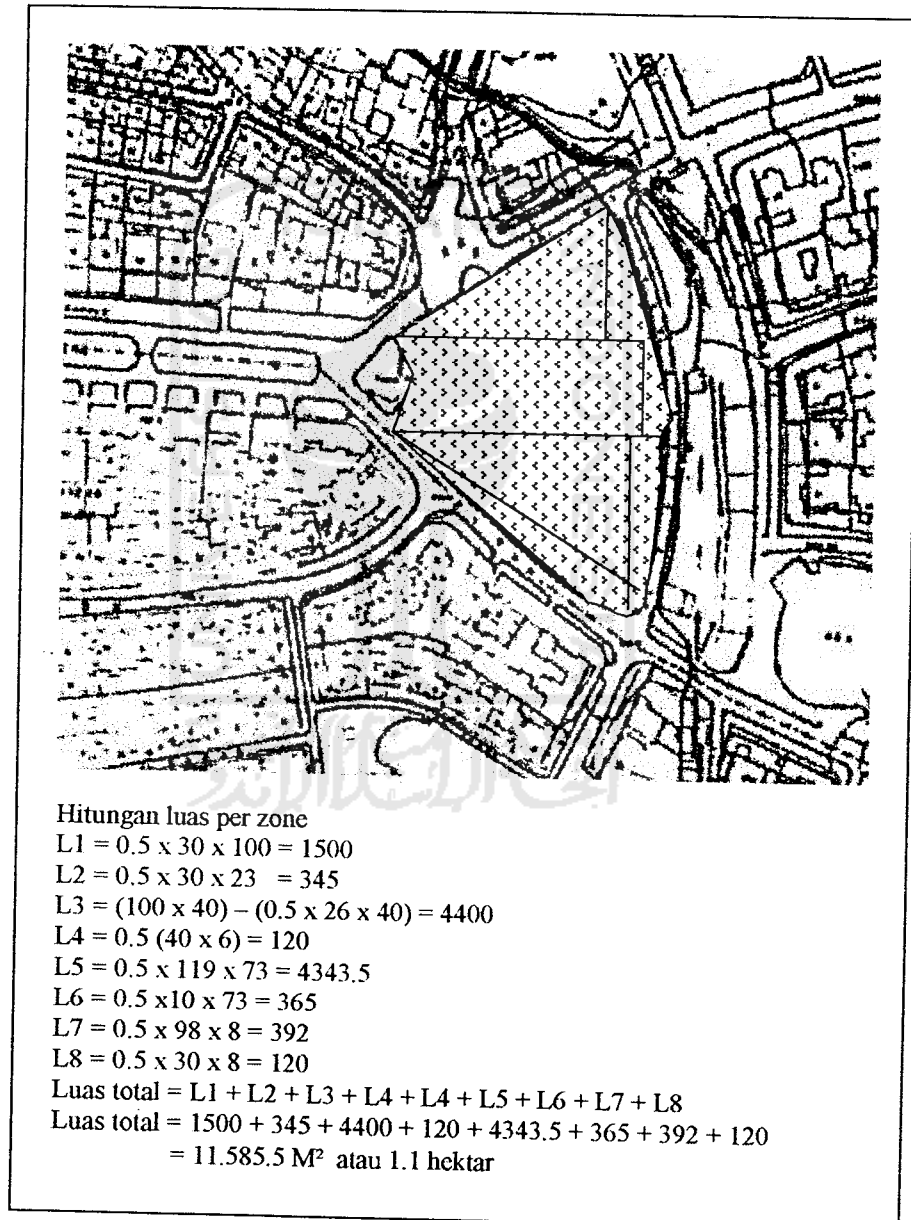 Hitungan luas per zone
L1 = 0.5 x 30 x 100 = 1500
L2 = 0.5 x 30 x 23 = 345
L3 = (100 x 40) – (0.5 x 26 x 40) = 4400
L4 = 0.5 (40 x 6) = 120
L5 = 0.5 x 119 x 73 = 4343.5
L6 = 0.5 x10 x 73 = 365
L7 = 0.5 x 98 x 8 = 392
L8 = 0.5 x 30 x 8 = 120
Luas total = L1 + L2 + L3 + L4 + L4 + L5 + L6 + L7 + L8
Luas total = 1500 + 345 + 4400 + 120 + 4343.5 + 365 + 392 + 120
= 11.585.5 M² atau 1.1 hektar